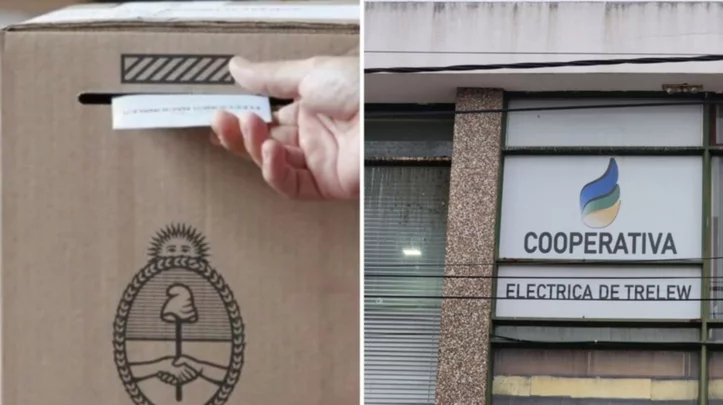 COOPERATIVA
ELECTRICA DE TRELEW